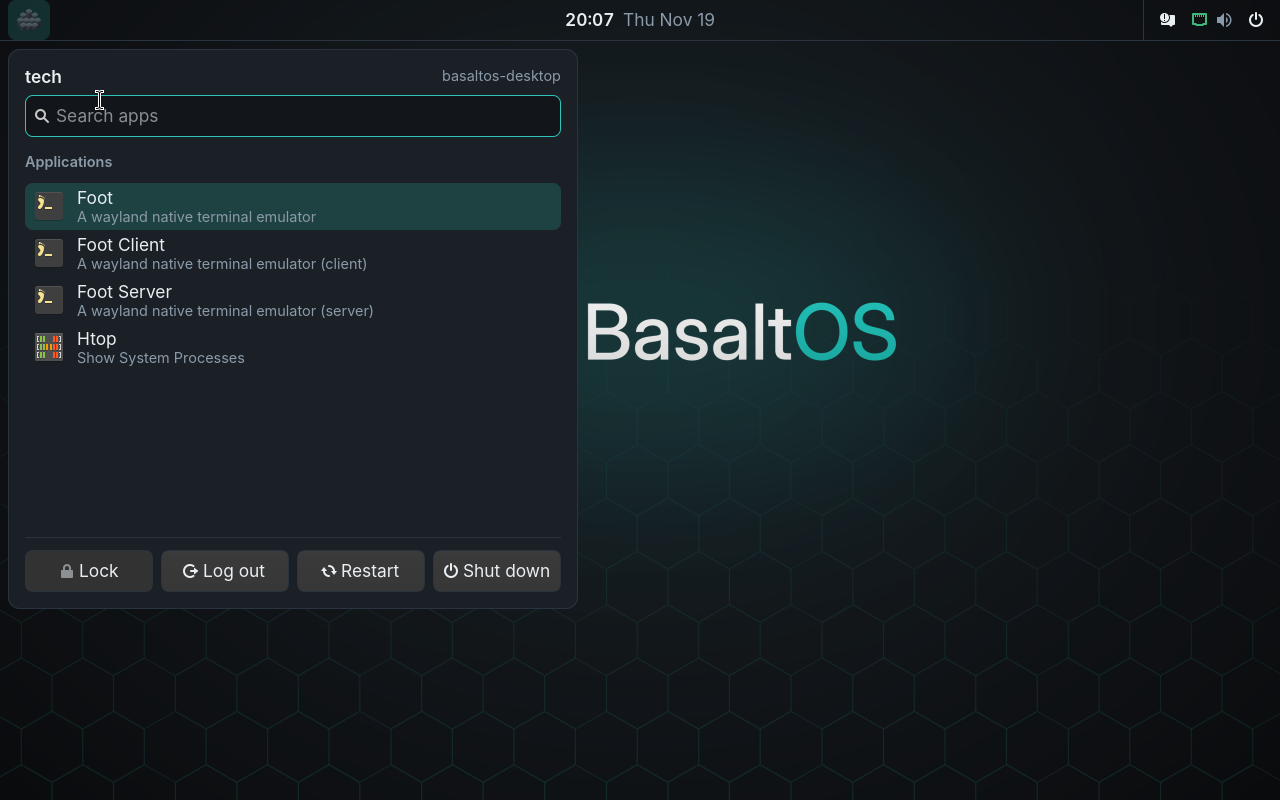 20:07 Thu Nov 19
tech basaltos-desktop
Search apps
Applications
Foot
A wayland native terminal emulator
Foot Client
A wayland native terminal emulator (client)
Foot Server
A wayland native terminal emulator (server)
Htop
Show System Processes
BasaltOS
Lock Log out Restart Shut down